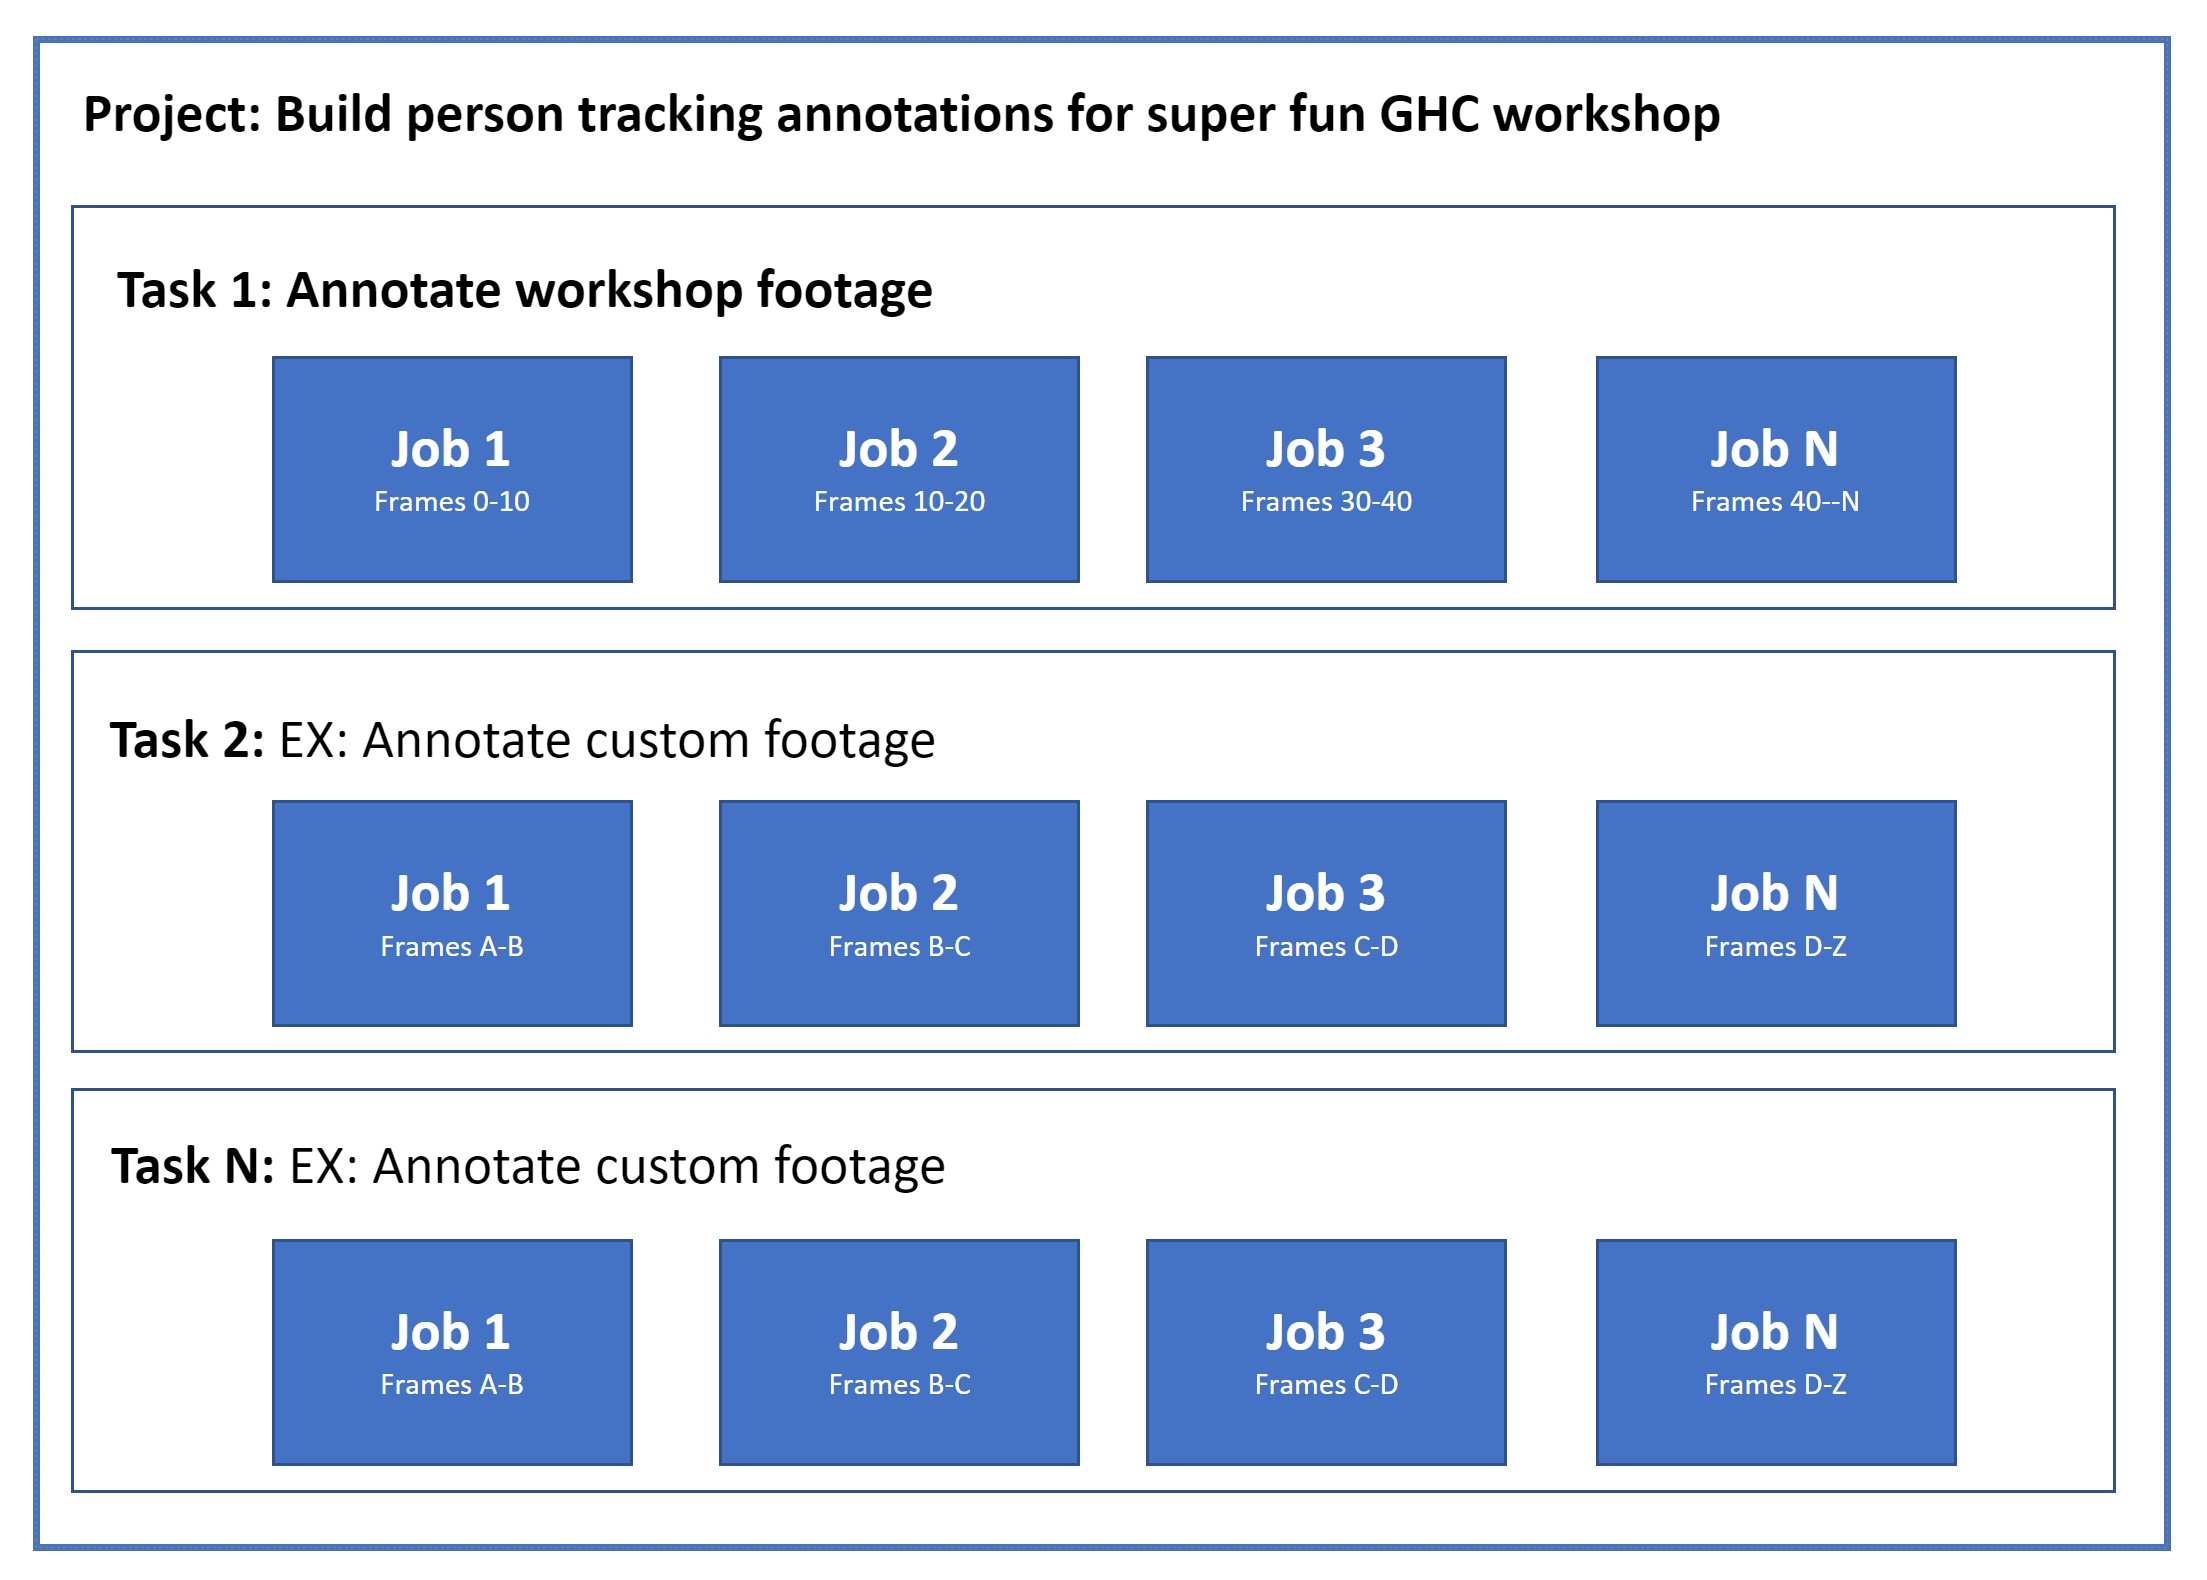 Project: Build person tracking annotations for super fun GHC workshop
Task 1: Annotate workshop footage
Job 1
Frames 0-10
Job 2
Frames 10-20
Job 3
Frames 30-40
Job N
Frames 40--N
Task 2: EX: Annotate custom footage
Job 1
Frames A-B
Job 2
Frames B-C
Job 3
Frames C-D
Job N
Frames D-Z
Task N: EX: Annotate custom footage
Job 1
Frames A-B
Job 2
Frames B-C
Job 3
Frames C-D
Job N
Frames D-Z